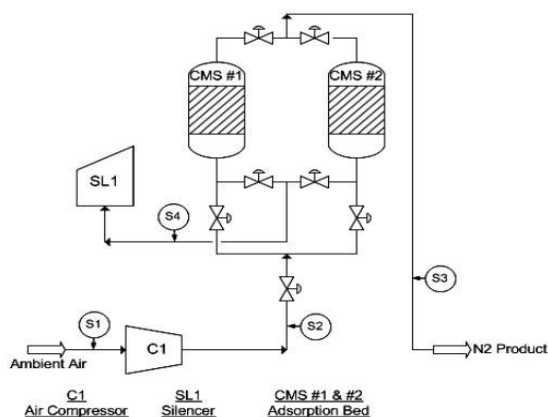 CMS #1
CMS #2
SL1
S4
S3
S1
S2
C1
Ambient Air
N2 Product
C1
Air Compressor
SL1
Silencer
CMS #1 & #2
Adsorption Bed